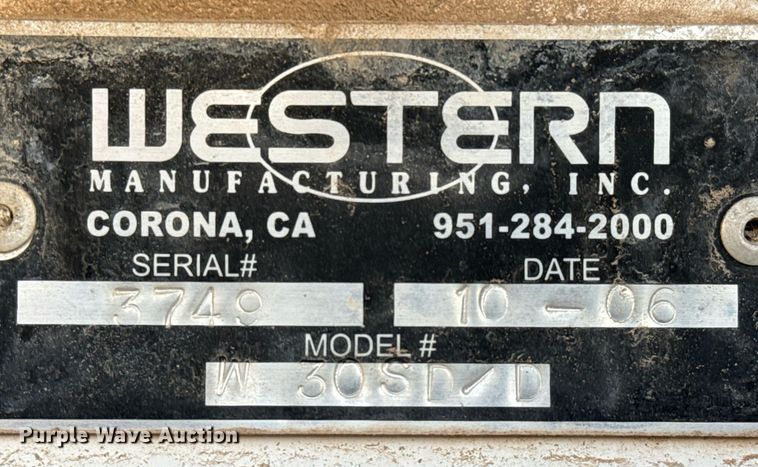 WESTERN
MANUFACTURING, INC.
CORONA, CA 951-284-2000
SERIAL# DATE
3749 10-06
MODEL #
W 30SD/D
Purple Wave Auction